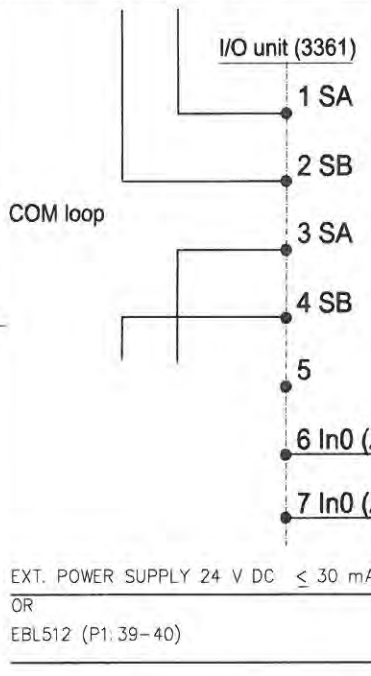 I/O unit (3361)
1 SA
2 SB
COM loop
3 SA
4 SB
5
6 In0 (
7 In0 (
EXT. POWER SUPPLY 24 V DC ≤ 30 mA
OR
EBL512 (P1:39-40)